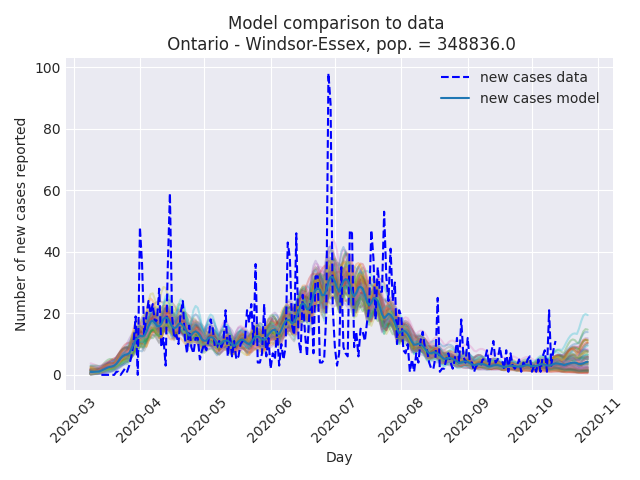 Model comparison to data
Ontario - Windsor-Essex, pop. = 348836.0
new cases data
new cases model
Number of new cases reported
100
80
60
40
20
0
2020-03
2020-04
2020-05
2020-06
2020-07
2020-08
2020-09
2020-10
2020-11
Day